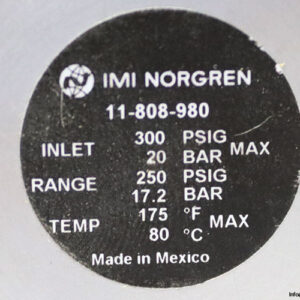 IMI NORGREN
11-808-980
INLET 300 PSIG MAX
20 BAR
RANGE 250 PSIG
17.2 BAR
TEMP 175 °F MAX
80 °C
Made in Mexico